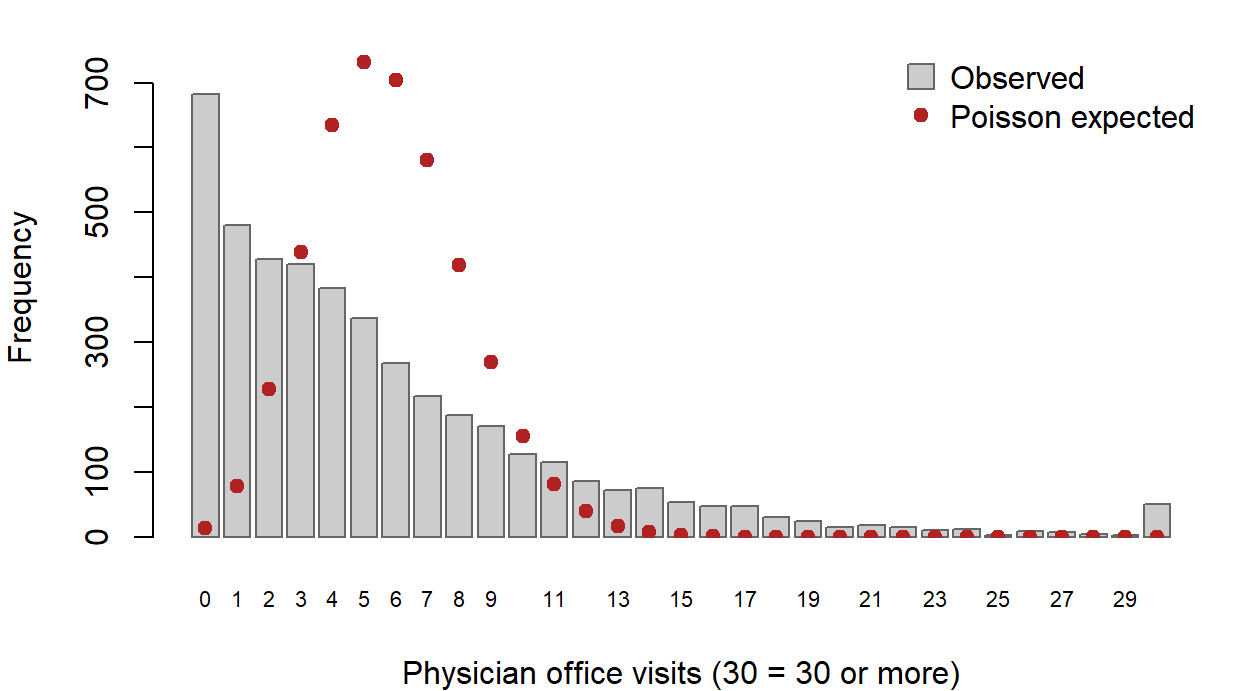 Observed
Poisson expected
Frequency
700
500
300
100
0
0 1 2 3 4 5 6 7 8 9 11 13 15 17 19 21 23 25 27 29
Physician office visits (30 = 30 or more)